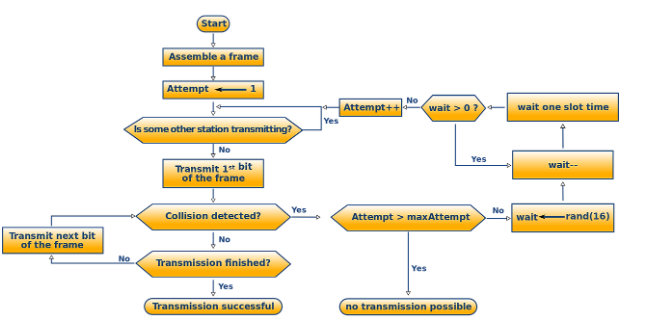 Start
Assemble a frame
Attempt 1
Is some other station transmitting?
Yes
No
Transmit 1st bit
of the frame
Collision detected?
Yes
No
Transmit next bit
of the frame
No
Transmission finished?
Yes
Transmission successful
Attempt++
No
wait > 0 ?
Yes
wait one slot time
wait--
wait rand(16)
No
Attempt > maxAttempt
Yes
no transmission possible